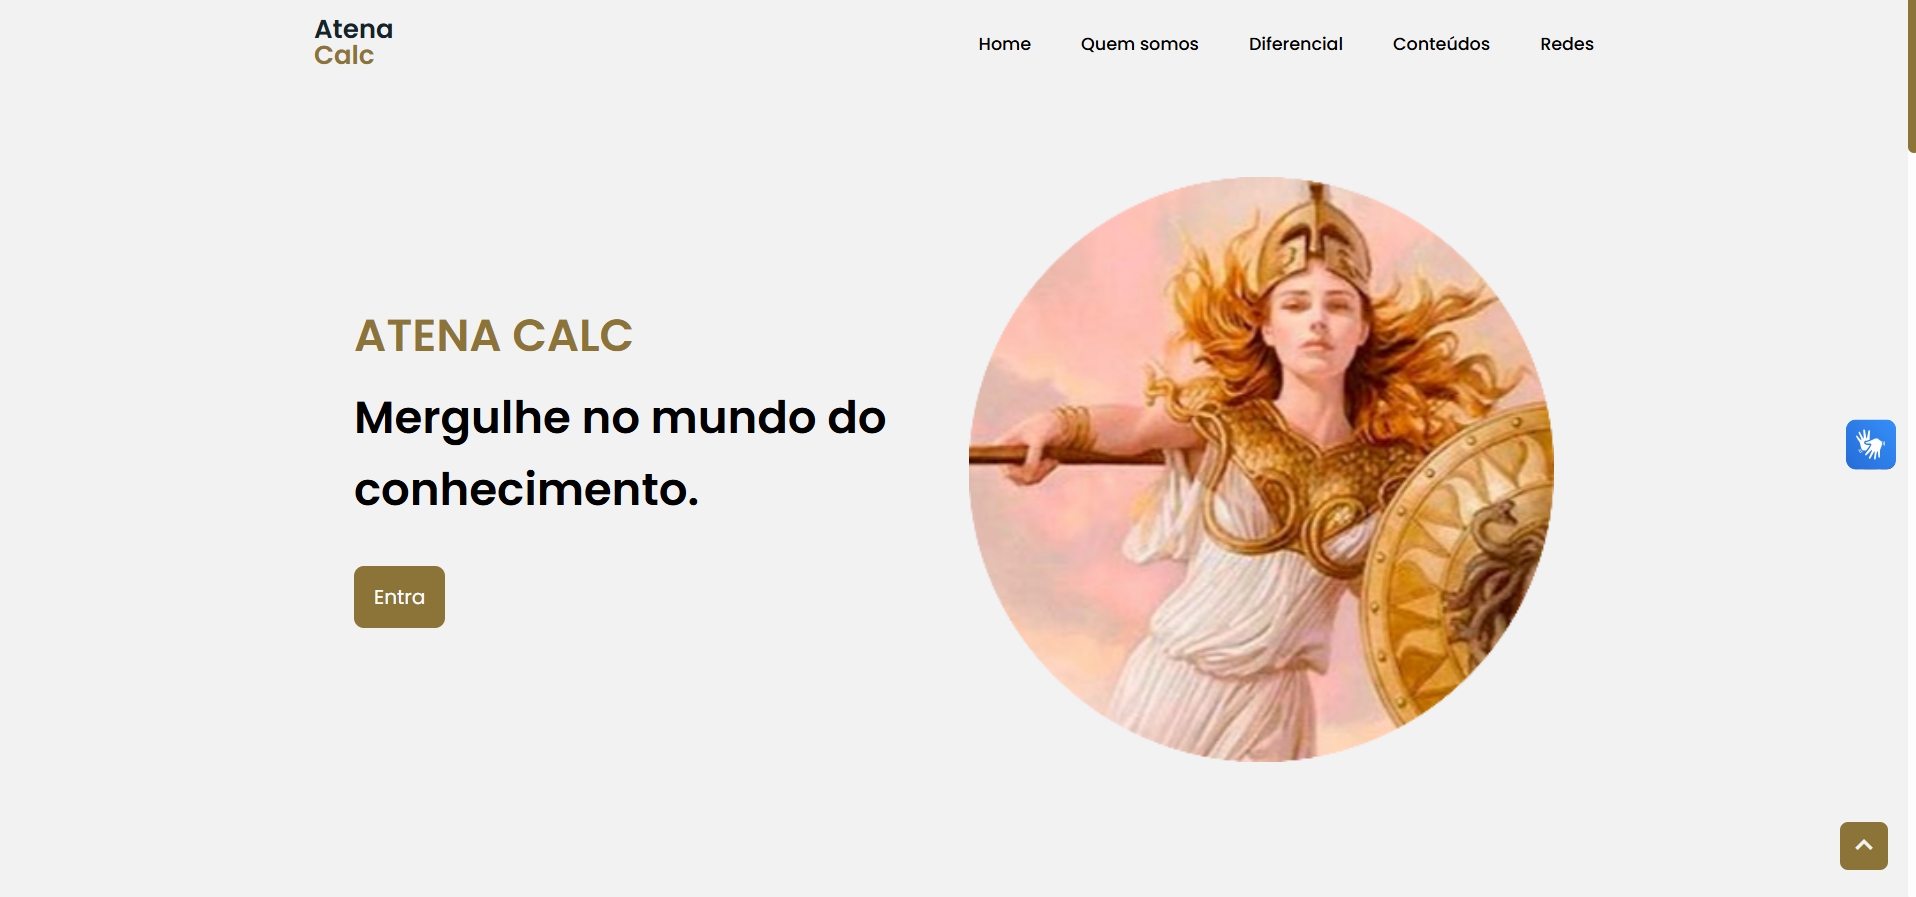 Atena
Calc
Home
Quem somos
Diferencial
Conteúdos
Redes
ATENA CALC
Mergulhe no mundo do
conhecimento.
Entra